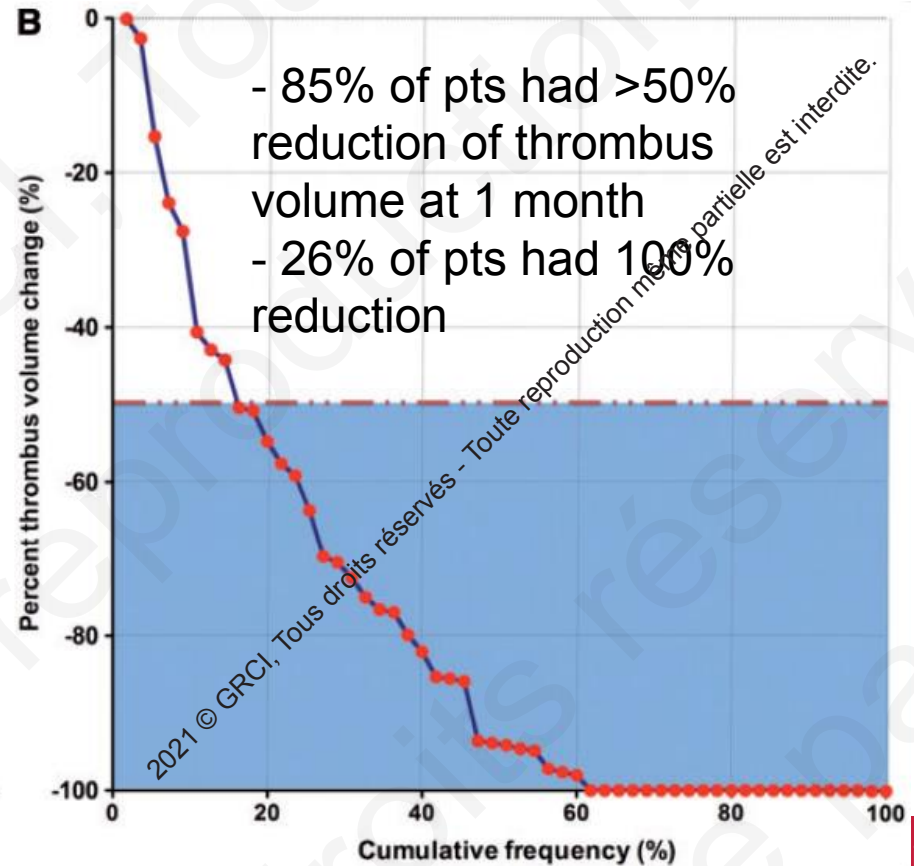 B
- 85% of pts had >50%
reduction of thrombus
volume at 1 month
- 26% of pts had 100%
reduction
2021 © GRCI, Tous droits réservés - Toute reproduction même partielle est interdite.
Percent thrombus volume change (%)
0
-20
-40
-60
-80
-100
0 20 40 60 80 100
Cumulative frequency (%)